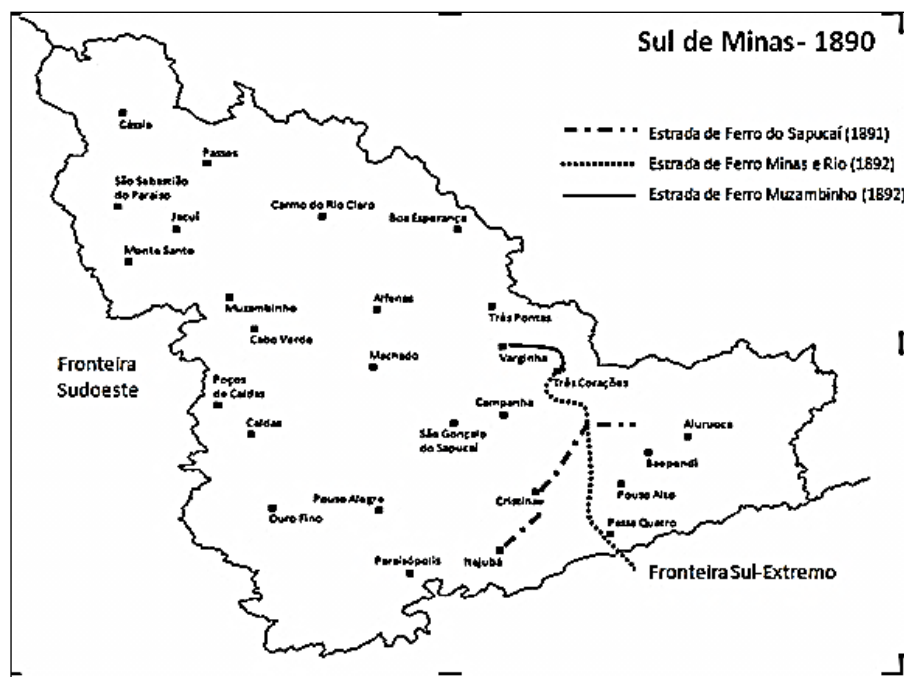 Sul de Minas- 1890
Estrada de Ferro do Sapucaí (1891)
Estrada de Ferro Minas e Rio (1892)
Estrada de Ferro Muzambinho (1892)
Cássia
Passos
São Sebastião
do Paraiso
Jacuí
Carmo do Rio Claro
Boa Esperança
Monte Santo
Muzambinho
Alfenas
Três Pontas
Cabo Verde
Fronteira
Sudoeste
Machado
Varginha
Três Corações
Poços
de Caldas
Campanha
Caldas
São Gonçalo
do Sapucaí
Aiuruoca
Baependi
Pouso Alto
Cristinas
Pouso Alegre
Ouro Fino
Passa Quatro
Itajubá
Paraisópolis
Fronteira Sul-Extremo